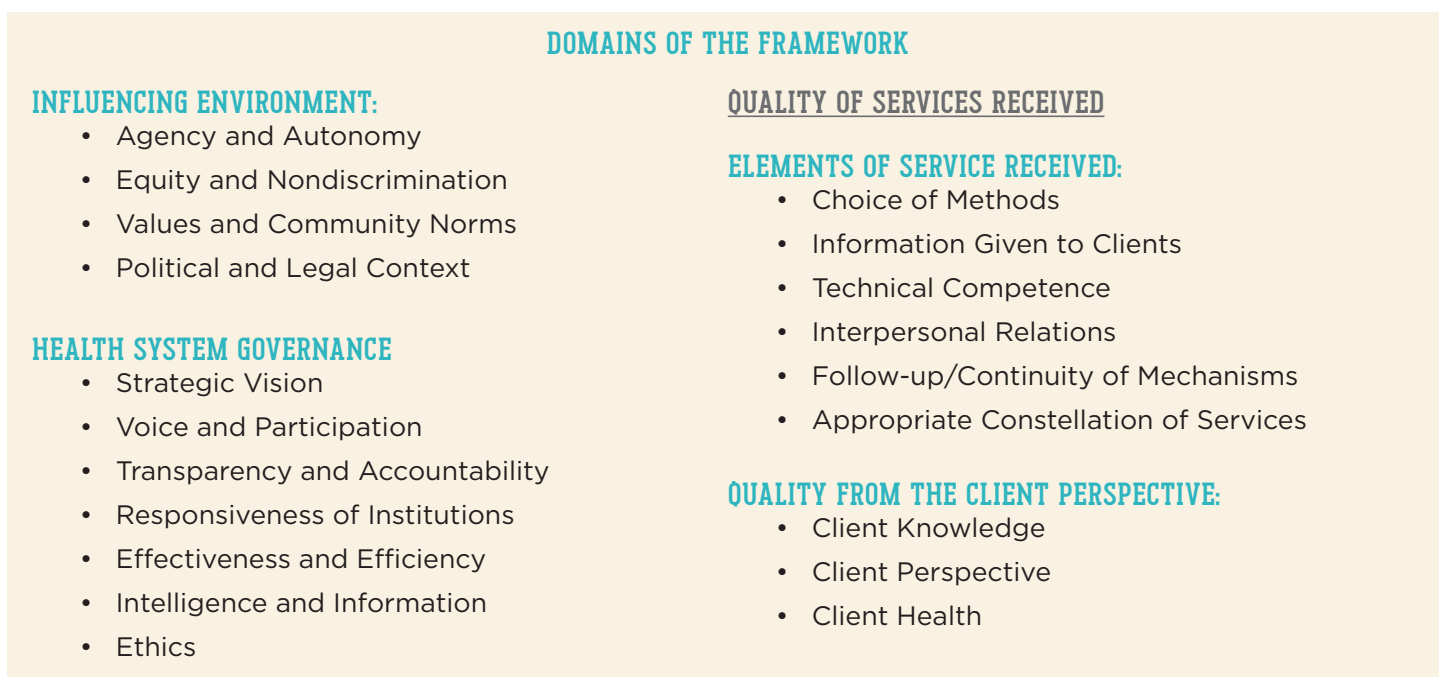 DOMAINS OF THE FRAMEWORK
INFLUENCING ENVIRONMENT:
• Agency and Autonomy
• Equity and Nondiscrimination
• Values and Community Norms
• Political and Legal Context
HEALTH SYSTEM GOVERNANCE
• Strategic Vision
• Voice and Participation
• Transparency and Accountability
• Responsiveness of Institutions
• Effectiveness and Efficiency
• Intelligence and Information
• Ethics
QUALITY OF SERVICES RECEIVED
ELEMENTS OF SERVICE RECEIVED:
• Choice of Methods
• Information Given to Clients
• Technical Competence
• Interpersonal Relations
• Follow-up/Continuity of Mechanisms
• Appropriate Constellation of Services
QUALITY FROM THE CLIENT PERSPECTIVE:
• Client Knowledge
• Client Perspective
• Client Health